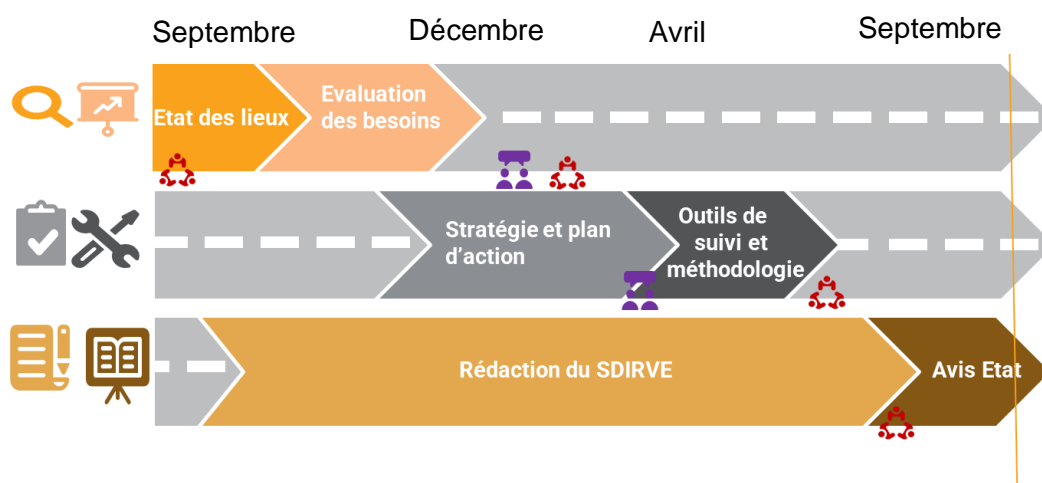 Septembre
Décembre
Avril
Septembre
Etat des lieux
Evaluation
des besoins
Stratégie et plan
d'action
Outils de
suivi et
méthodologie
Rédaction du SDIRVE
Avis Etat